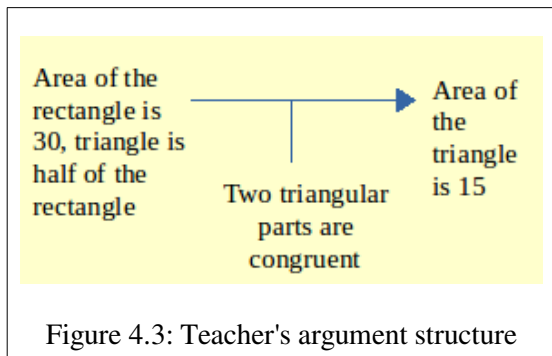 Area of the
rectangle is
30, triangle is
half of the
rectangle
Two triangular
parts are
congruent
Area of
the
triangle
is 15
Figure 4.3: Teacher's argument structure